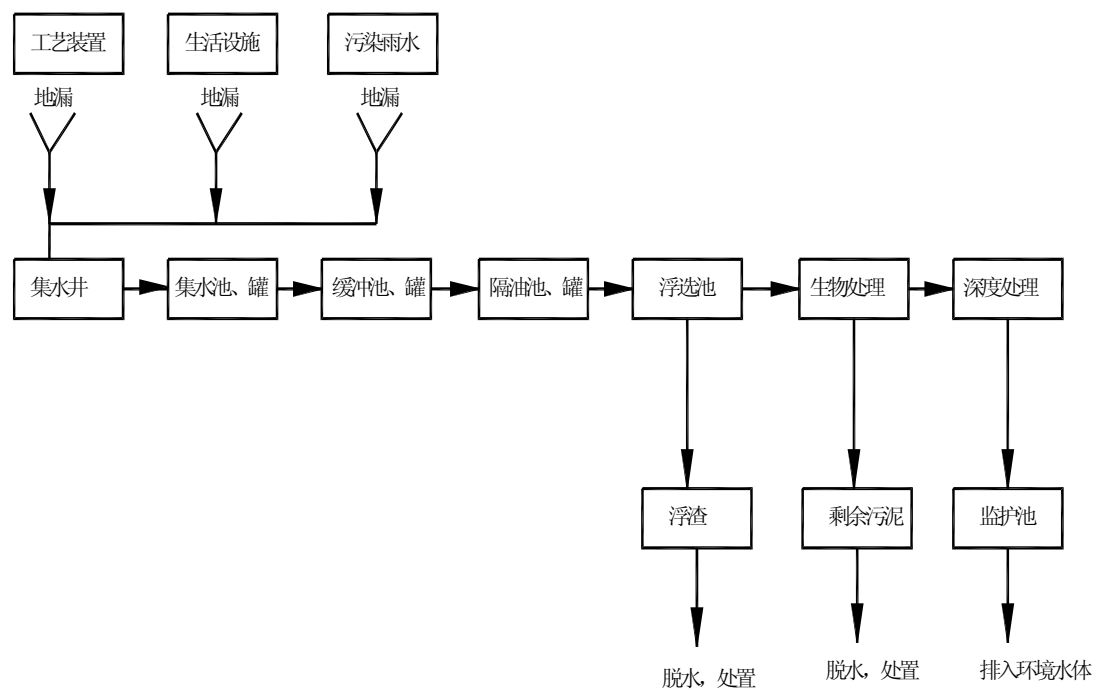 工艺装置
生活设施
污染雨水
地漏
地漏
地漏
集水井
集水池、罐
缓冲池、罐
隔油池、罐
浮选池
生物处理
深度处理
浮渣
剩余污泥
监护池
脱水，处置
脱水，处置
排入环境水体